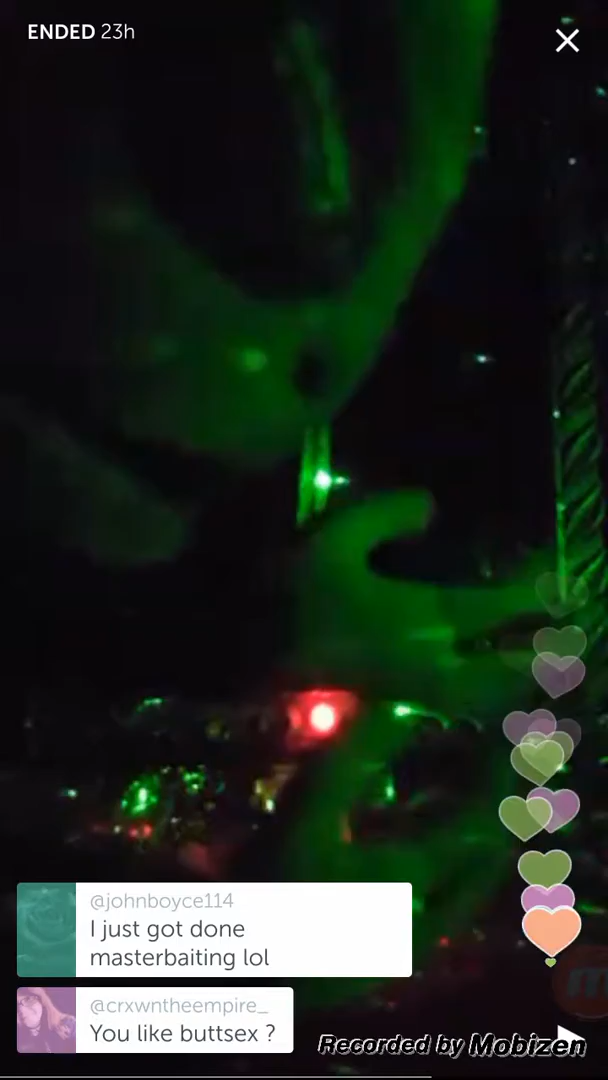 ENDED 23h
@johnboyce114
I just got done
masterbaiting lol
@crxwntheempire_
You like buttsex ?
Recorded by Mobizen